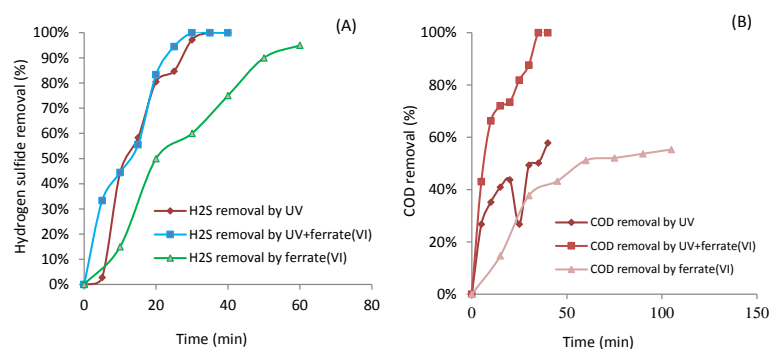 (A)
Hydrogen sulfide removal (%)
100%
90%
80%
70%
60%
50%
40%
30%
20%
10%
0%
H2S removal by UV
H2S removal by UV+ferrate(VI)
H2S removal by ferrate(VI)
0 20 40 60 80
Time (min)
(B)
COD removal (%)
100%
80%
60%
40%
20%
0%
COD removal by UV
COD removal by UV+ferrate(VI)
COD removal by ferrate(VI)
0 50 100 150
Time (min)